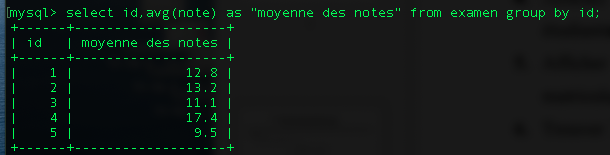 [mysql> select id,avg(note) as "moyenne des notes" from examen group by id;
+------+-------------------+
| id   | moyenne des notes |
+------+-------------------+
|    1 |              12.8 |
|    2 |              13.2 |
|    3 |              11.1 |
|    4 |              17.4 |
|    5 |               9.5 |
+------+-------------------+